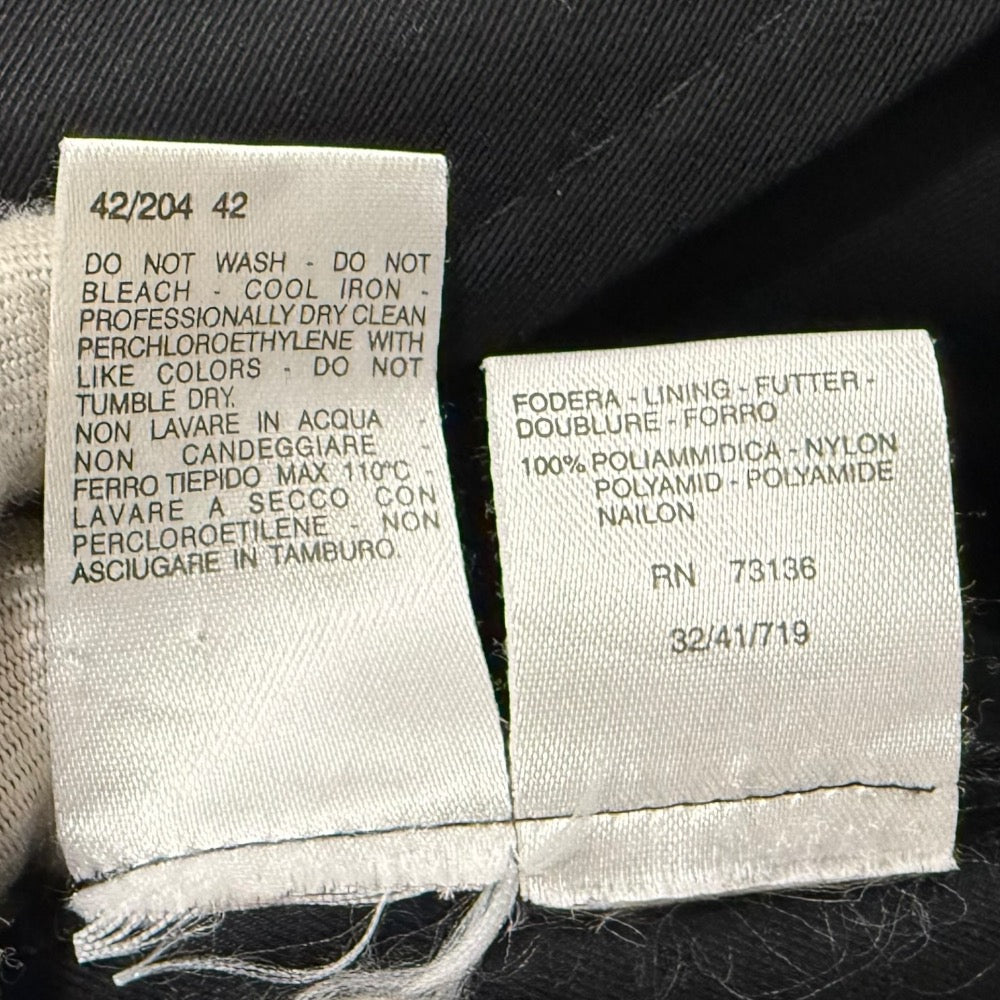 42/204 42
DO NOT WASH - DO NOT
BLEACH - COOL IRON -
PROFESSIONALLY DRY CLEAN
PERCHLOROETHYLENE WITH
LIKE COLORS - DO NOT
TUMBLE DRY.
NON LAVARE IN ACQUA -
NON CANDEGGIARE -
FERRO TIEPIDO MAX 110°C -
LAVARE A SECCO CON
PERCLOROETILENE - NON
ASCIUGARE IN TAMBURO.
FODERA - LINING - FUTTER -
DOUBLURE - FORRO
100% POLIAMMIDICA - NYLON
POLYAMID - POLYAMIDE
NAILON
RN 73136
32/41/719